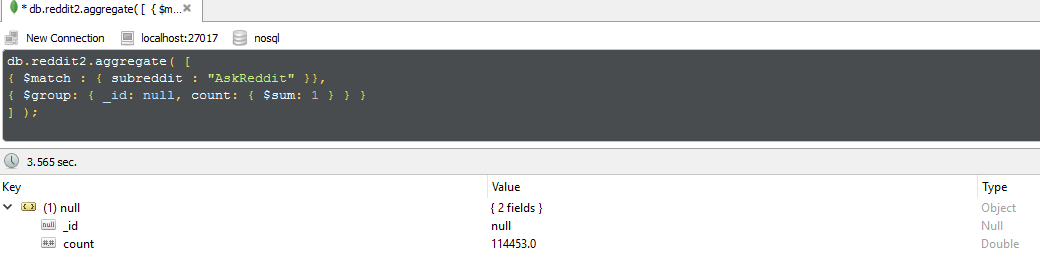 * db.reddit2.aggregate( [ { $m...
New Connection localhost:27017 nosql
db.reddit2.aggregate( [
{ $match : { subreddit : "AskReddit" }},
{ $group: { _id: null, count: { $sum: 1 } } }
] );
3.565 sec.
Key Value Type
(1) null { 2 fields } Object
null _id null Null
#.# count 114453.0 Double